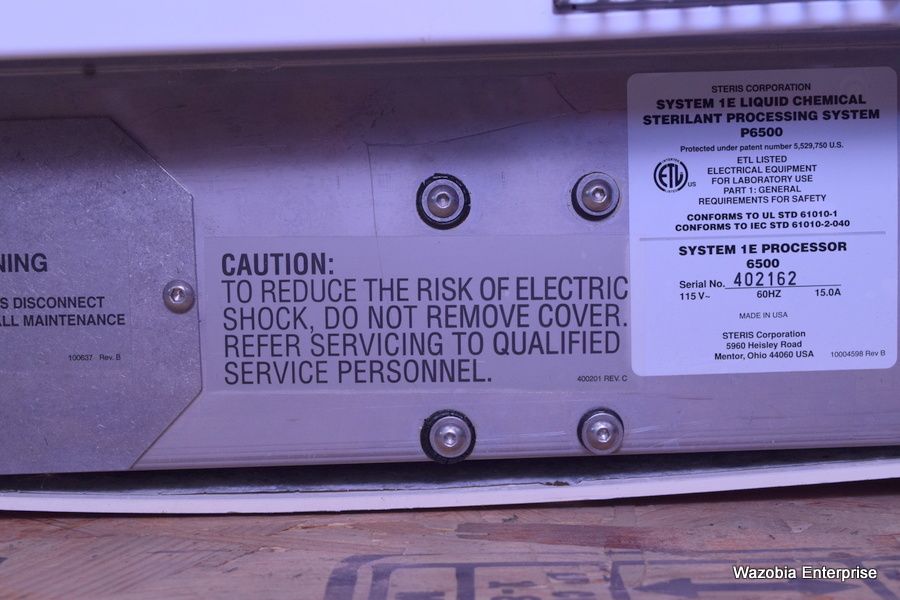 NING
S DISCONNECT
ALL MAINTENANCE
100637 Rev. B
CAUTION:
TO REDUCE THE RISK OF ELECTRIC
SHOCK, DO NOT REMOVE COVER.
REFER SERVICING TO QUALIFIED
SERVICE PERSONNEL.
400201 REV. C
STERIS CORPORATION
SYSTEM 1E LIQUID CHEMICAL
STERILANT PROCESSING SYSTEM
P6500
Protected under patent number 5,529,750 U.S.
ETL
US
ETL LISTED
ELECTRICAL EQUIPMENT
FOR LABORATORY USE
PART 1: GENERAL
REQUIREMENTS FOR SAFETY
CONFORMS TO UL STD 61010-1
CONFORMS TO IEC STD 61010-2-040
SYSTEM 1E PROCESSOR
6500
Serial No. 402162
115 V~ 60HZ 15.0A
MADE IN USA
STERIS Corporation
5960 Heisley Road
Mentor, Ohio 44060 USA
10004598 Rev B
Wazobia Enterprise